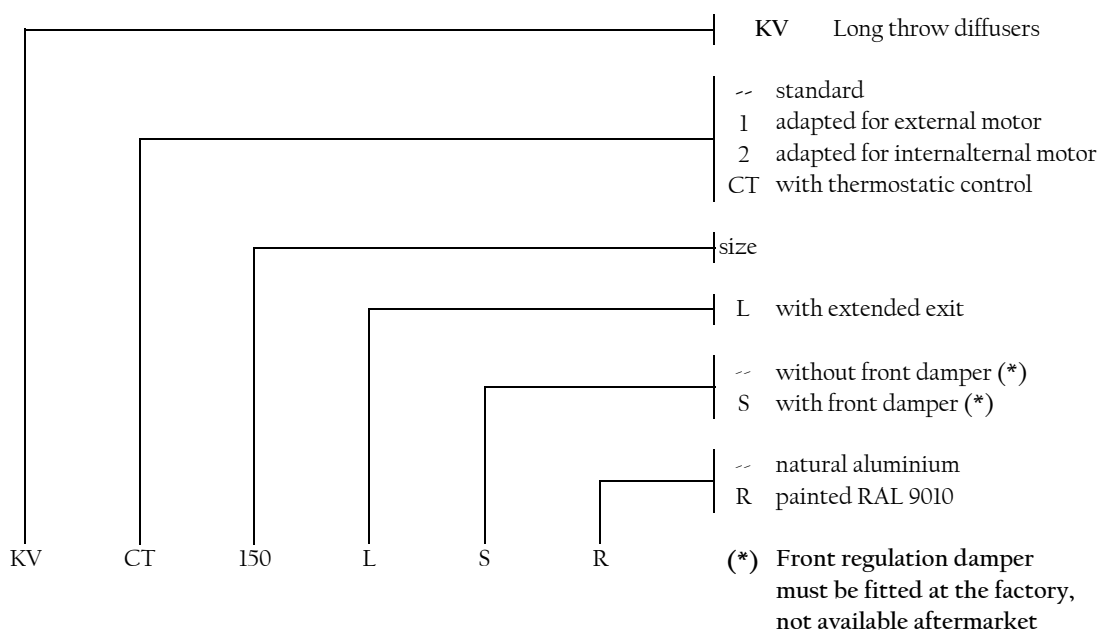 KV Long throw diffusers
-- standard
1 adapted for external motor
2 adapted for internalternal motor
CT with thermostatic control
size
L with extended exit
-- without front damper (*)
S with front damper (*)
-- natural aluminium
R painted RAL 9010
KV CT 150 L S R
(*) Front regulation damper
must be fitted at the factory,
not available aftermarket